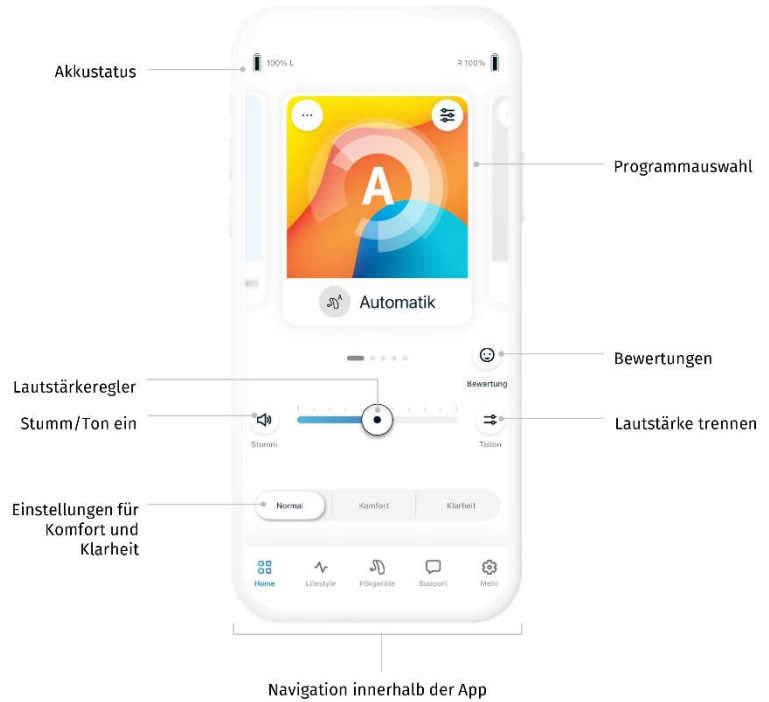 Akkustatus
100% L
R 100%
A
Programmauswahl
Automatik
Bewertungen
Bewertung
Lautstärkeregler
Stumm/Ton ein
Lautstärke trennen
Stumm
Teilen
Einstellungen für
Komfort und
Klarheit
Normal
Komfort
Klarheit
Home
Lifestyle
Hörgeräte
Support
Mehr
Navigation innerhalb der App